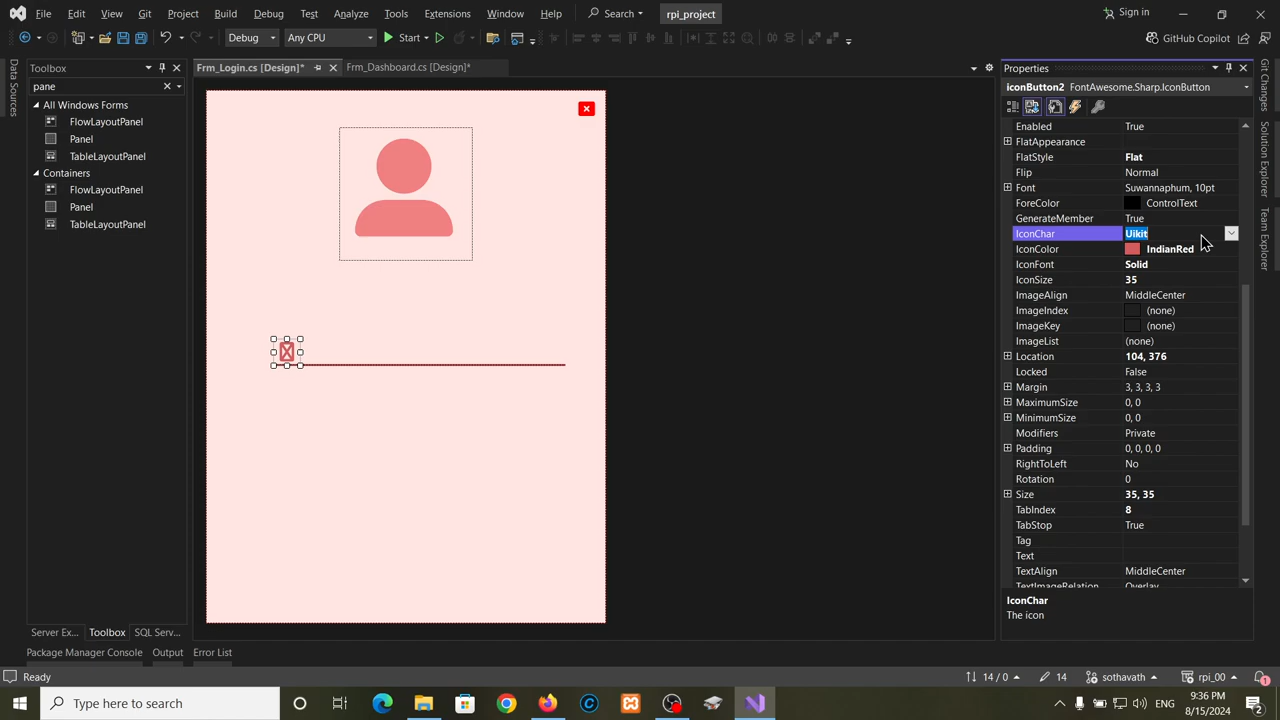 File Edit View Git Project Build Debug Test Analyze Tools Extensions Window Help Search rpi_project Sign in
Debug Any CPU Start GitHub Copilot
Data Sources
Toolbox
pane
All Windows Forms
FlowLayoutPanel
Panel
TableLayoutPanel
Containers
FlowLayoutPanel
Panel
TableLayoutPanel
Server Ex... Toolbox SQL Serv...
Frm_Login.cs [Design]* Frm_Dashboard.cs [Design]*
Properties
iconButton2 FontAwesome.Sharp.IconButton
Enabled True
FlatAppearance
FlatStyle Flat
Flip Normal
Font Suwannaphum, 10pt
ForeColor ControlText
GenerateMember True
IconChar Uikit
IconColor IndianRed
IconFont Solid
IconSize 35
ImageAlign MiddleCenter
ImageIndex (none)
ImageKey (none)
ImageList (none)
Location 104, 376
Locked False
Margin 3, 3, 3, 3
MaximumSize 0, 0
MinimumSize 0, 0
Modifiers Private
Padding 0, 0, 0, 0
RightToLeft No
Rotation 0
Size 35, 35
TabIndex 8
TabStop True
Tag
Text
TextAlign MiddleCenter
TextImageRelation Overlay
IconChar
The icon
Git Changes
Solution Explorer
Team Explorer
Package Manager Console Output Error List
Ready 14 / 0 14 sothavath rpi_00 1
Type here to search ENG 9:36 PM
8/15/2024 2